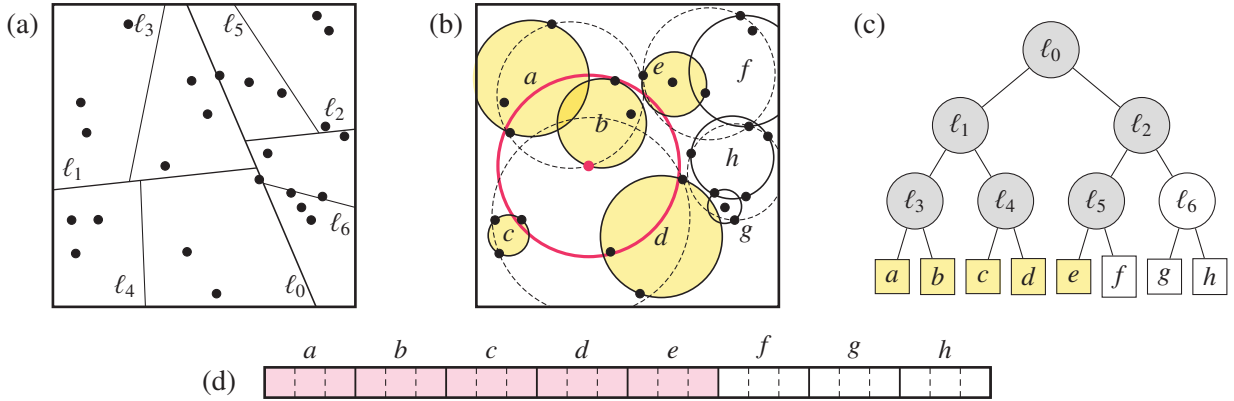 (a)
ℓ3
ℓ5
ℓ2
ℓ1
ℓ6
ℓ4
ℓ0
(b)
a
b
c
d
e
f
h
g
(c)
ℓ0
ℓ1 ℓ2
ℓ3 ℓ4 ℓ5 ℓ6
a b c d e f g h
a b c d e f g h
(d)